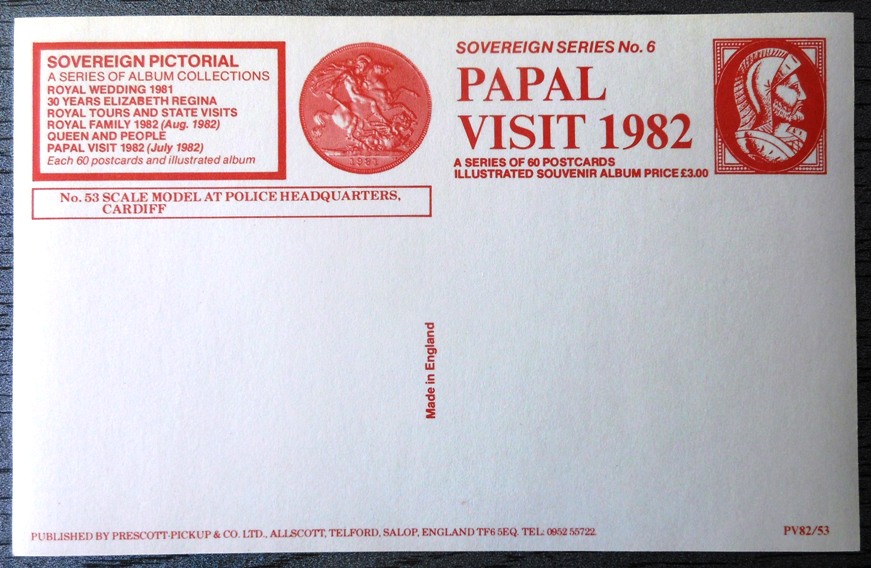 SOVEREIGN PICTORIAL
A SERIES OF ALBUM COLLECTIONS
ROYAL WEDDING 1981
30 YEARS ELIZABETH REGINA
ROYAL TOURS AND STATE VISITS
ROYAL FAMILY 1982 (Aug. 1982)
QUEEN AND PEOPLE
PAPAL VISIT 1982 (July 1982)
Each 60 postcards and illustrated album
1981
SOVEREIGN SERIES No. 6
PAPAL
VISIT 1982
A SERIES OF 60 POSTCARDS
ILLUSTRATED SOUVENIR ALBUM PRICE £3.00
No. 53 SCALE MODEL AT POLICE HEADQUARTERS,
CARDIFF
Made in England
PUBLISHED BY PRESCOTT-PICKUP & CO. LTD., ALLSCOTT, TELFORD, SALOP, ENGLAND TF6 5EQ. TEL: 0952 55722.
PV82/53